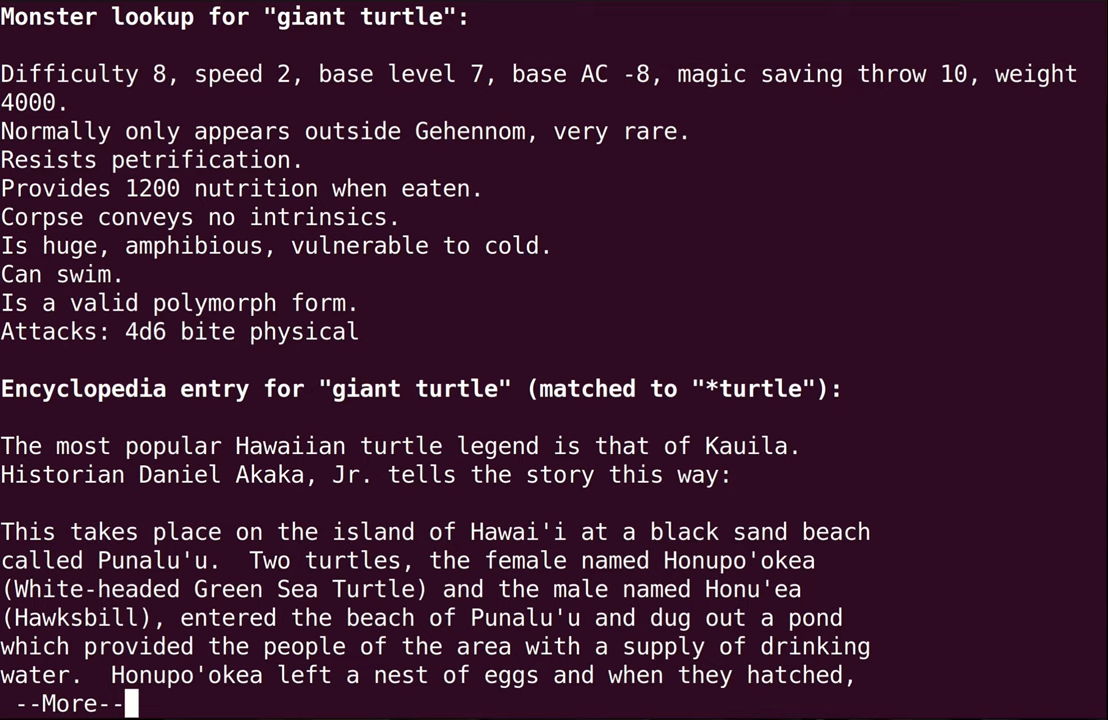 Monster lookup for "giant turtle":
Difficulty 8, speed 2, base level 7, base AC -8, magic saving throw 10, weight
4000.
Normally only appears outside Gehennom, very rare.
Resists petrification.
Provides 1200 nutrition when eaten.
Corpse conveys no intrinsics.
Is huge, amphibious, vulnerable to cold.
Can swim.
Is a valid polymorph form.
Attacks: 4d6 bite physical
Encyclopedia entry for "giant turtle" (matched to "*turtle"):
The most popular Hawaiian turtle legend is that of Kauila.
Historian Daniel Akaka, Jr. tells the story this way:
This takes place on the island of Hawai'i at a black sand beach
called Punalu'u.  Two turtles, the female named Honupo'okea
(White-headed Green Sea Turtle) and the male named Honu'ea
(Hawksbill), entered the beach of Punalu'u and dug out a pond
which provided the people of the area with a supply of drinking
water.  Honupo'okea left a nest of eggs and when they hatched,
--More--